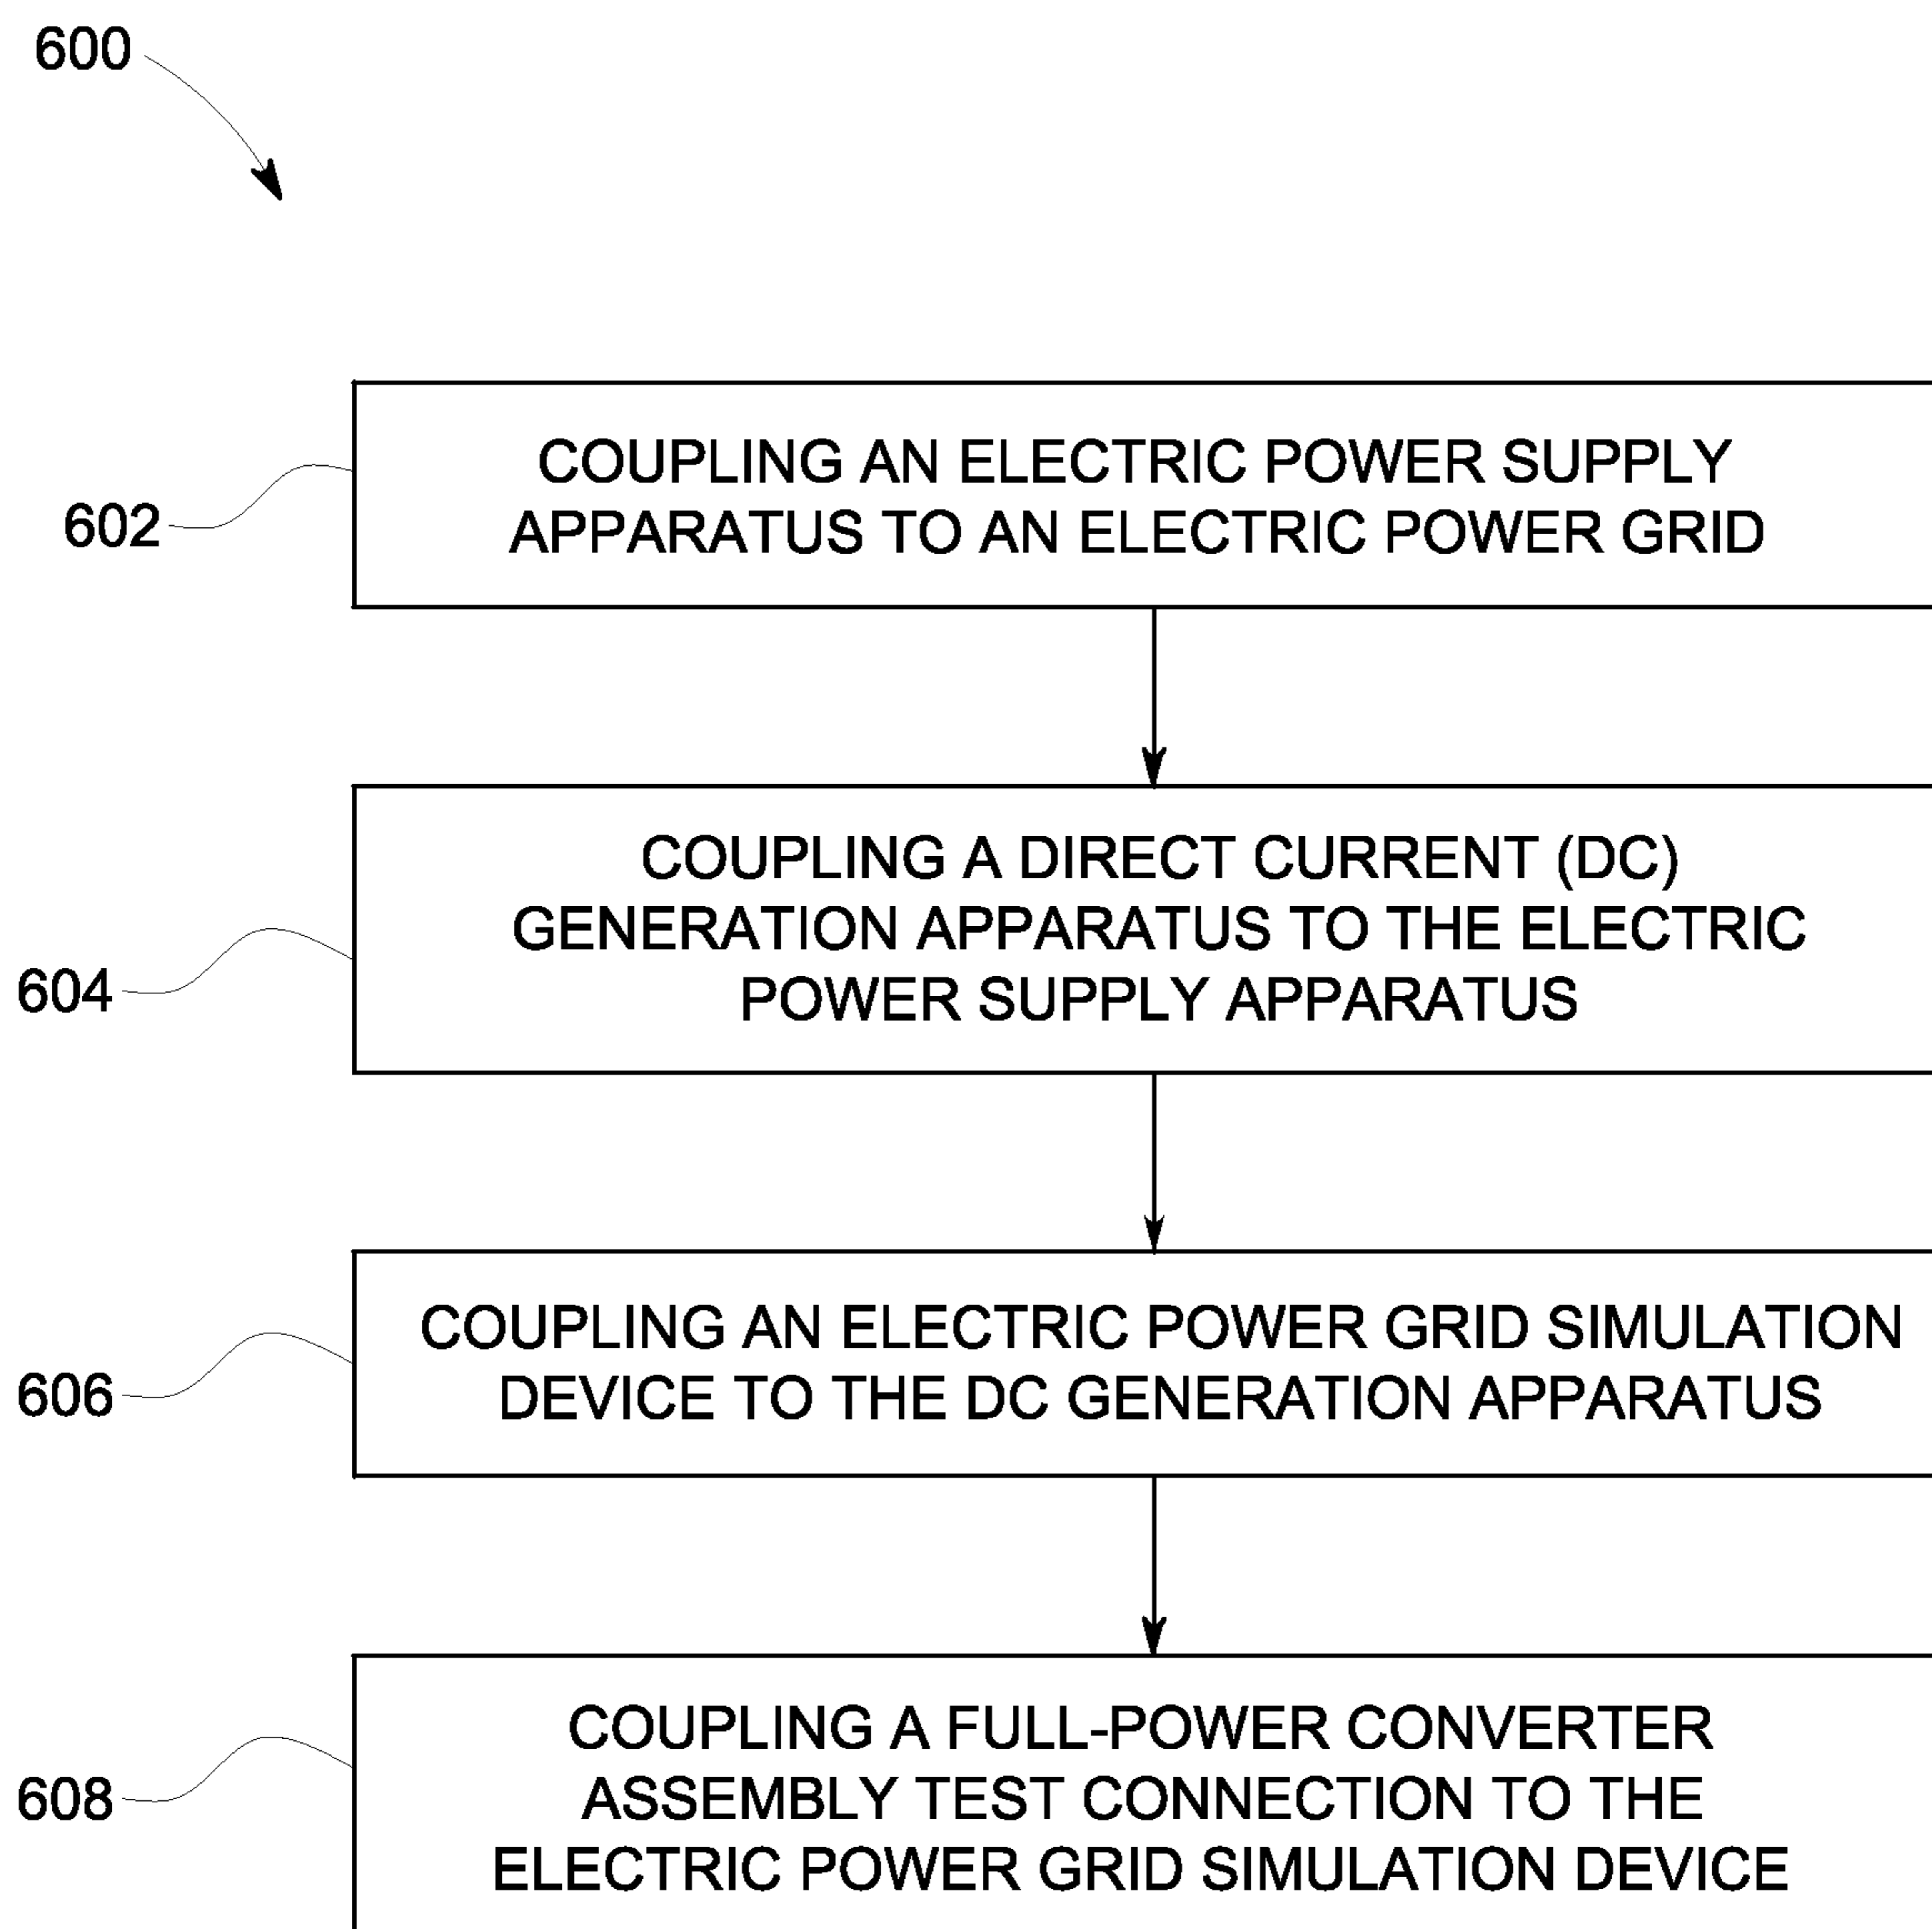 600
602
COUPLING AN ELECTRIC POWER SUPPLY
APPARATUS TO AN ELECTRIC POWER GRID
604
COUPLING A DIRECT CURRENT (DC)
GENERATION APPARATUS TO THE ELECTRIC
POWER SUPPLY APPARATUS
606
COUPLING AN ELECTRIC POWER GRID SIMULATION
DEVICE TO THE DC GENERATION APPARATUS
608
COUPLING A FULL-POWER CONVERTER
ASSEMBLY TEST CONNECTION TO THE
ELECTRIC POWER GRID SIMULATION DEVICE